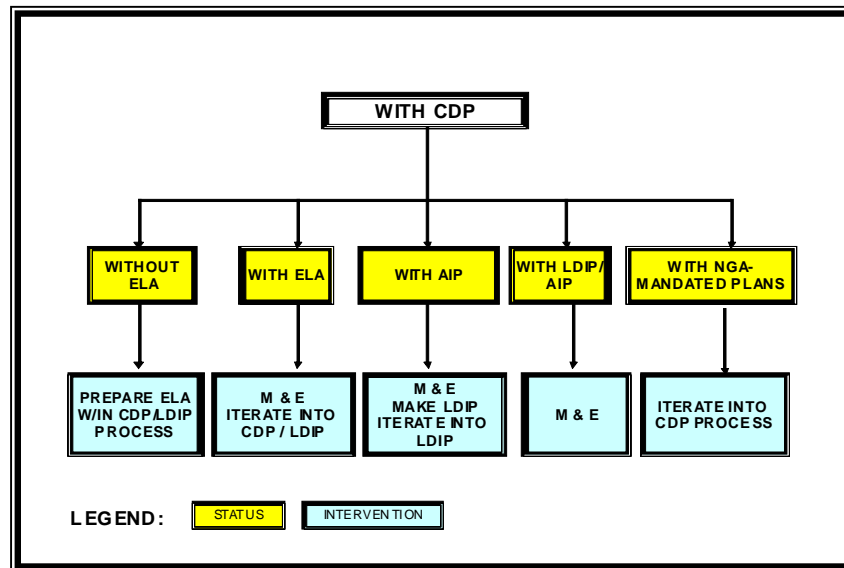 WITH CDP
WITHOUT
ELA
WITH ELA
WITH AIP
WITH LDIP/
AIP
WITH NGA-
MANDATED PLANS
PREPARE ELA
W/IN CDP/LDIP
PROCESS
M & E
ITERATE INTO
CDP / LDIP
M & E
MAKE LDIP
ITERATE INTO
LDIP
M & E
ITERATE INTO
CDP PROCESS
LEGEND:
STATUS
INTERVENTION